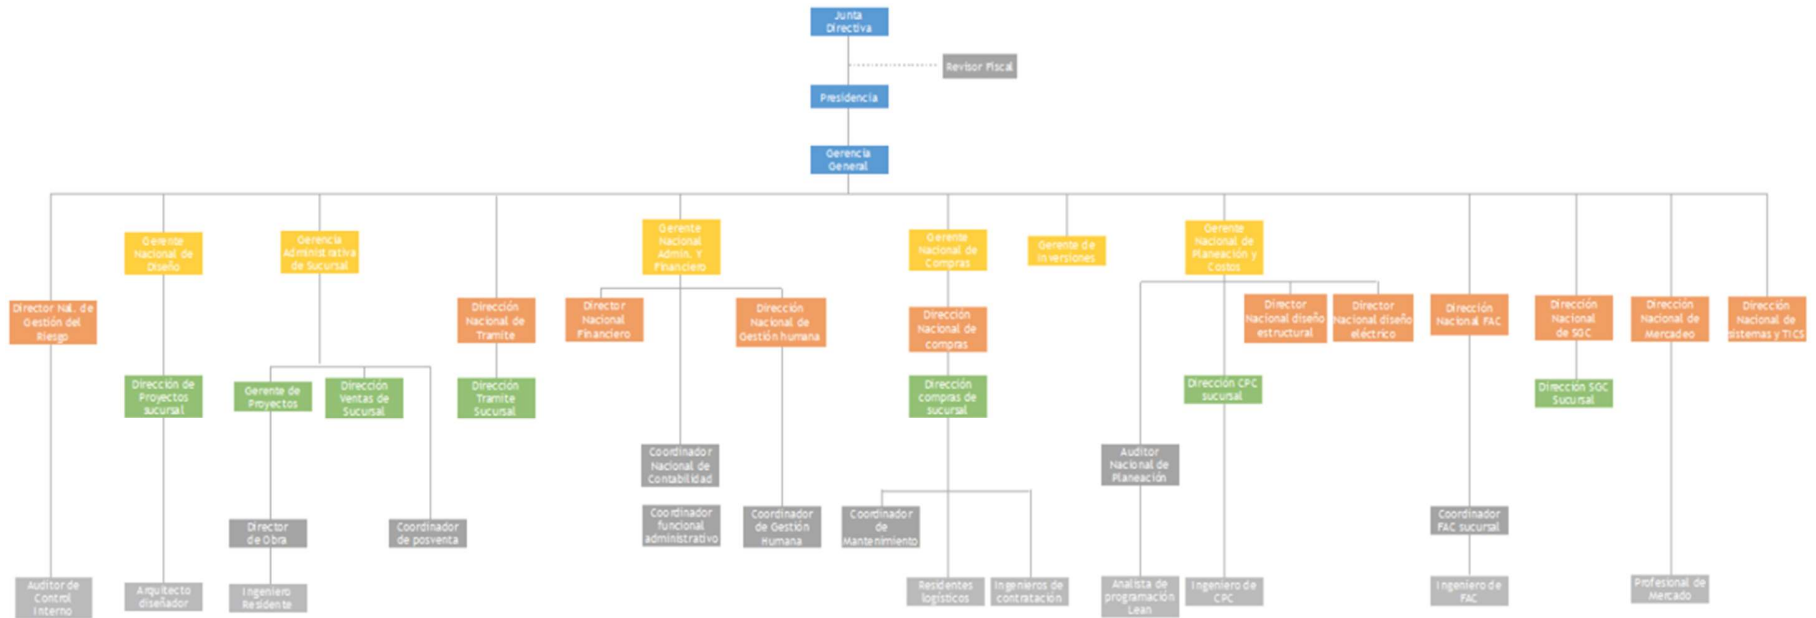 Junta
Directiva
Revisor Fiscal
Presidencia
Gerencia
General
Gerente
Nacional de
Diseño
Gerencia
Administrativa
de Sucursal
Gerente
Nacional
Admin. Y
Financiero
Gerente
Nacional de
Compras
Gerente de
Inversiones
Gerente
Nacional de
Planeación y
Costos
Director Nal. de
Gestión del
Riesgo
Dirección
Nacional de
Tramite
Director
Nacional
Financiero
Dirección
Nacional de
Gestión humana
Dirección
Nacional de
compras
Director
Nacional diseño
estructural
Director
Nacional diseño
eléctrico
Dirección
Nacional FAC
Dirección
Nacional
de SGC
Dirección
Nacional de
Mercadeo
Dirección
Nacional de
sistemas y TICS
Dirección de
Proyectos
sucursal
Gerente de
Proyectos
Dirección
Ventas de
Sucursal
Dirección
Tramite
Sucursal
Dirección
compras de
sucursal
Dirección CPC
sucursal
Dirección SGC
Sucursal
Coordinador
Nacional de
Contabilidad
Auditor
Nacional de
Planeación
Director
de Obra
Coordinador
de posventa
Coordinador
funcional
administrativo
Coordinador
de Gestión
Humana
Coordinador
de
Mantenimiento
Coordinador
FAC sucursal
Auditor de
Control
Interno
Arquitecto
diseñador
Ingeniero
Residente
Residentes
logísticos
Ingenieros de
contratación
Analista de
programación
Lean
Ingeniero de
CPC
Ingeniero de
FAC
Profesional de
Mercado